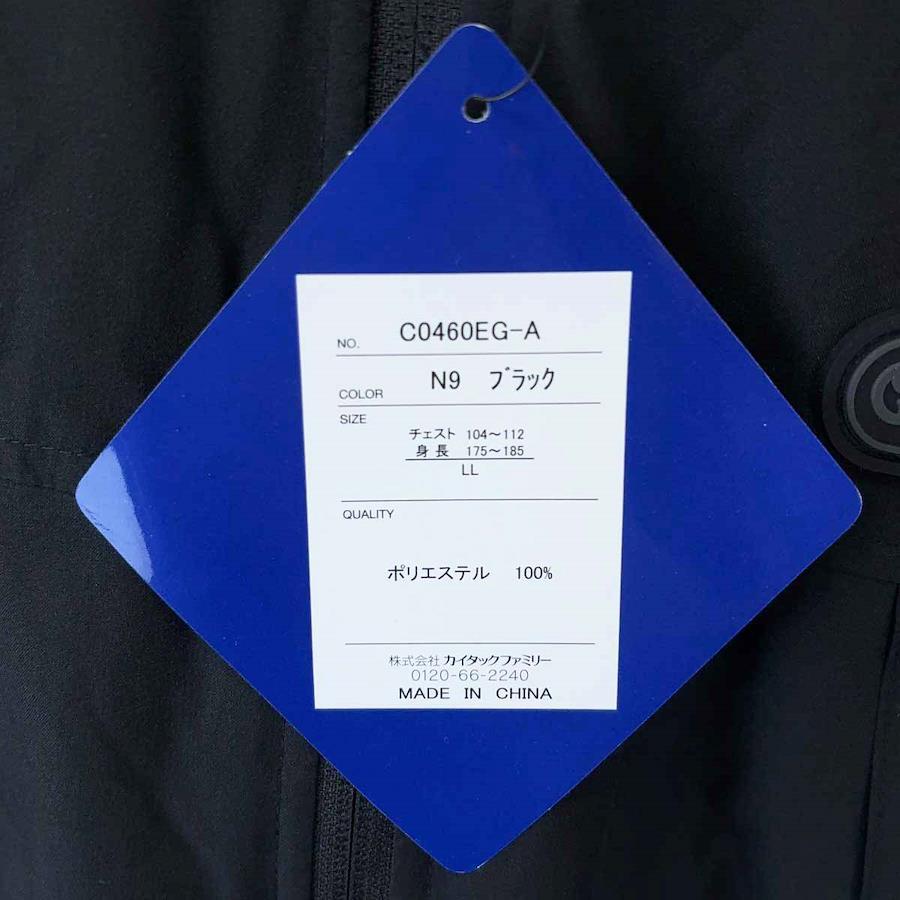 NO. C0460EG-A
COLOR N9 ブラック
SIZE
チェスト 104～112
身長 175～185
LL
QUALITY
ポリエステル 100%
株式会社 カイタックファミリー
0120-66-2240
MADE IN CHINA